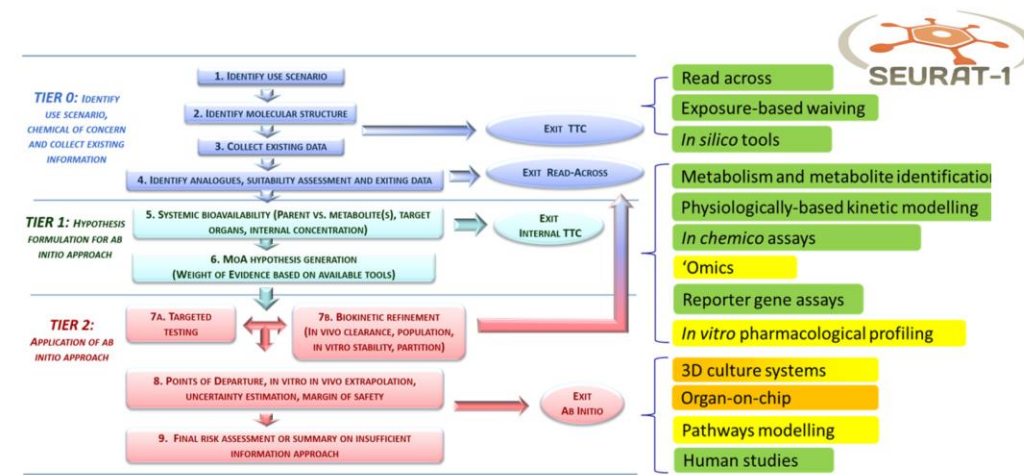 SEURAT-1
TIER 0: IDENTIFY
USE SCENARIO,
CHEMICAL OF CONCERN
AND COLLECT EXISTING
INFORMATION
1. IDENTIFY USE SCENARIO
2. IDENTIFY MOLECULAR STRUCTURE
3. COLLECT EXISTING DATA
4. IDENTIFY ANALOGUES, SUITABILITY ASSESSMENT AND EXITING DATA
EXIT TTC
EXIT READ-ACROSS
TIER 1: HYPOTHESIS
FORMULATION FOR AB
INITIO APPROACH
5. SYSTEMIC BIOAVAILABILITY (PARENT VS. METABOLITE(S), TARGET
ORGANS, INTERNAL CONCENTRATION)
EXIT
INTERNAL TTC
6. MOA HYPOTHESIS GENERATION
(WEIGHT OF EVIDENCE BASED ON AVAILABLE TOOLS)
TIER 2:
APPLICATION OF AB
INITIO APPROACH
7A. TARGETED
TESTING
7B. BIOKINETIC REFINEMENT
(IN VIVO CLEARANCE, POPULATION,
IN VITRO STABILITY, PARTITION)
8. POINTS OF DEPARTURE, IN VITRO IN VIVO EXTRAPOLATION,
UNCERTAINTY ESTIMATION, MARGIN OF SAFETY
EXIT
AB INITIO
9. FINAL RISK ASSESSMENT OR SUMMARY ON INSUFFICIENT
INFORMATION APPROACH
Read across
Exposure-based waiving
In silico tools
Metabolism and metabolite identification
Physiologically-based kinetic modelling
In chemico assays
‘Omics
Reporter gene assays
In vitro pharmacological profiling
3D culture systems
Organ-on-chip
Pathways modelling
Human studies